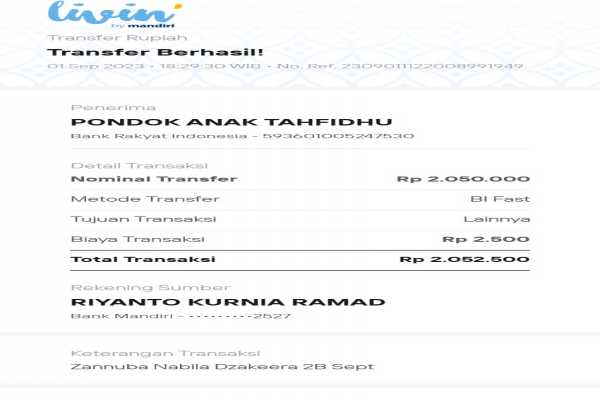 livin'
by mandiri
Transfer Rupiah
Transfer Berhasil!
01 Sep 2023 • 18:29:30 WIB • No. Ref. 2309011122008991949
Penerima
PONDOK ANAK TAHFIDHU
Bank Rakyat Indonesia - 593601005247530
Detail Transaksi
Nominal Transfer Rp 2.050.000
Metode Transfer BI Fast
Tujuan Transaksi Lainnya
Biaya Transaksi Rp 2.500
Total Transaksi Rp 2.052.500
Rekening Sumber
RIYANTO KURNIA RAMAD
Bank Mandiri - •••••••••2527
Keterangan Transaksi
Zannuba Nabila Dzakeera 2B Sept